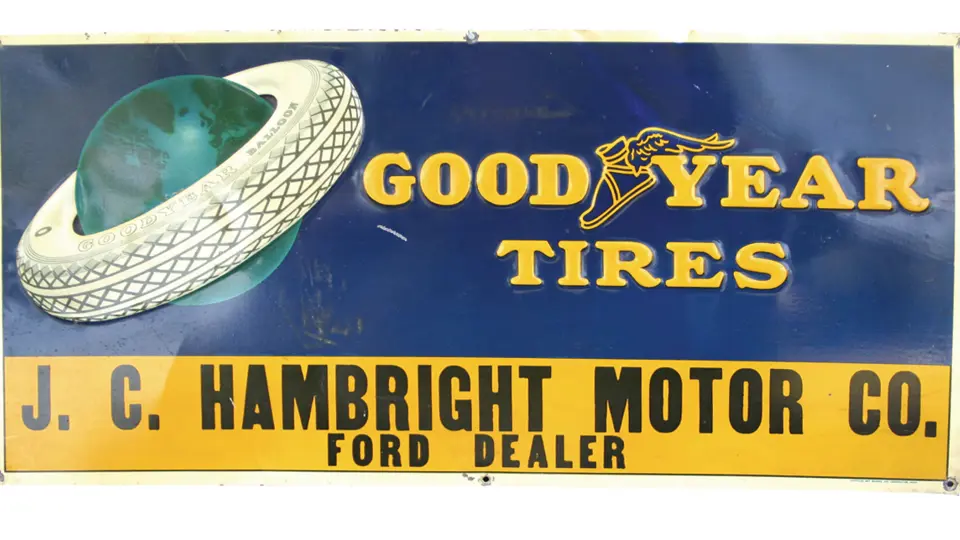 GOODYEAR BALLOON
GOOD YEAR
TIRES
J. C. HAMBRIGHT MOTOR CO.
FORD DEALER